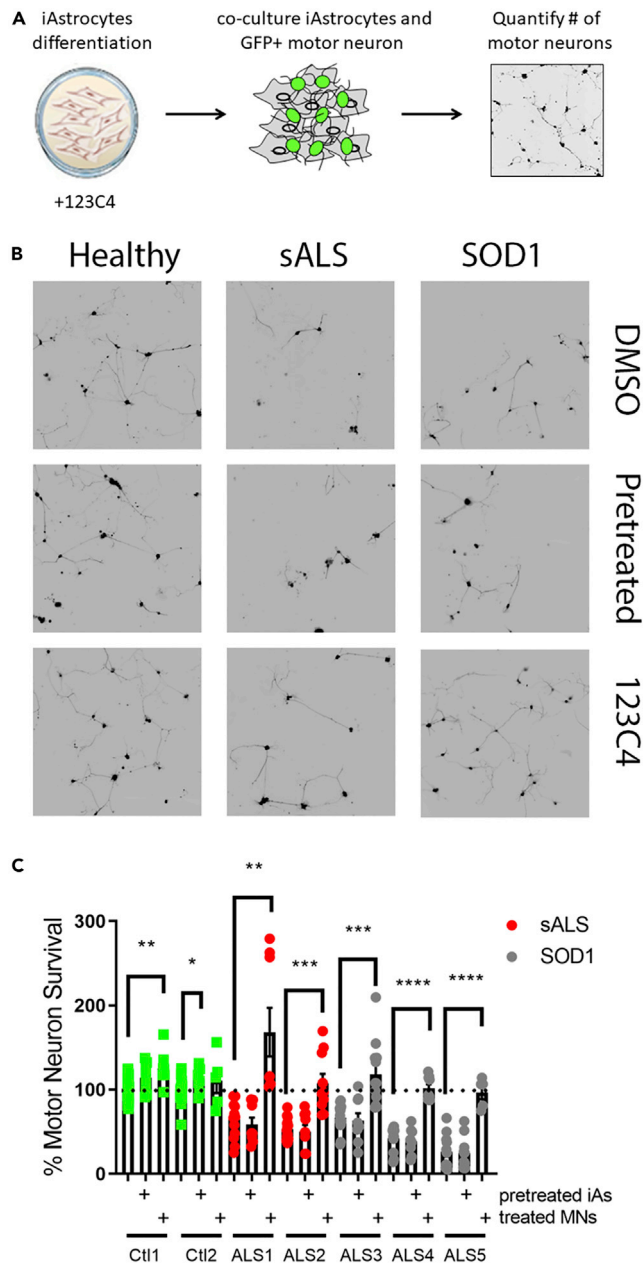 A
iAstrocytes
differentiation
co-culture iAstrocytes and
GFP+ motor neuron
Quantify # of
motor neurons
+123C4
B
Healthy
sALS
SOD1
DMSO
Pretreated
123C4
C
% Motor Neuron Survival
300
200
100
0
**
*
**
***
***
****
****
sALS
SOD1
+ + + + + + + pretreated iAs
+ + + + + + + treated MNs
Ctl1 Ctl2 ALS1 ALS2 ALS3 ALS4 ALS5